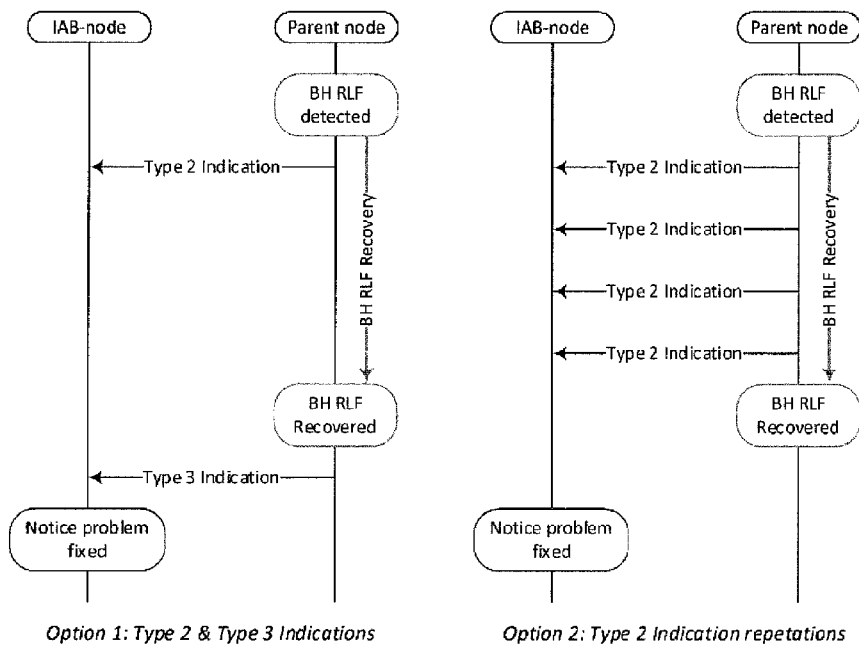 IAB-node
Parent node
BH RLF
detected
Type 2 Indication
BH RLF Recovery
BH RLF
Recovered
Type 3 Indication
Notice problem
fixed
Option 1: Type 2 & Type 3 Indications
IAB-node
Parent node
BH RLF
detected
Type 2 Indication
Type 2 Indication
Type 2 Indication
Type 2 Indication
BH RLF Recovery
BH RLF
Recovered
Notice problem
fixed
Option 2: Type 2 Indication repetations